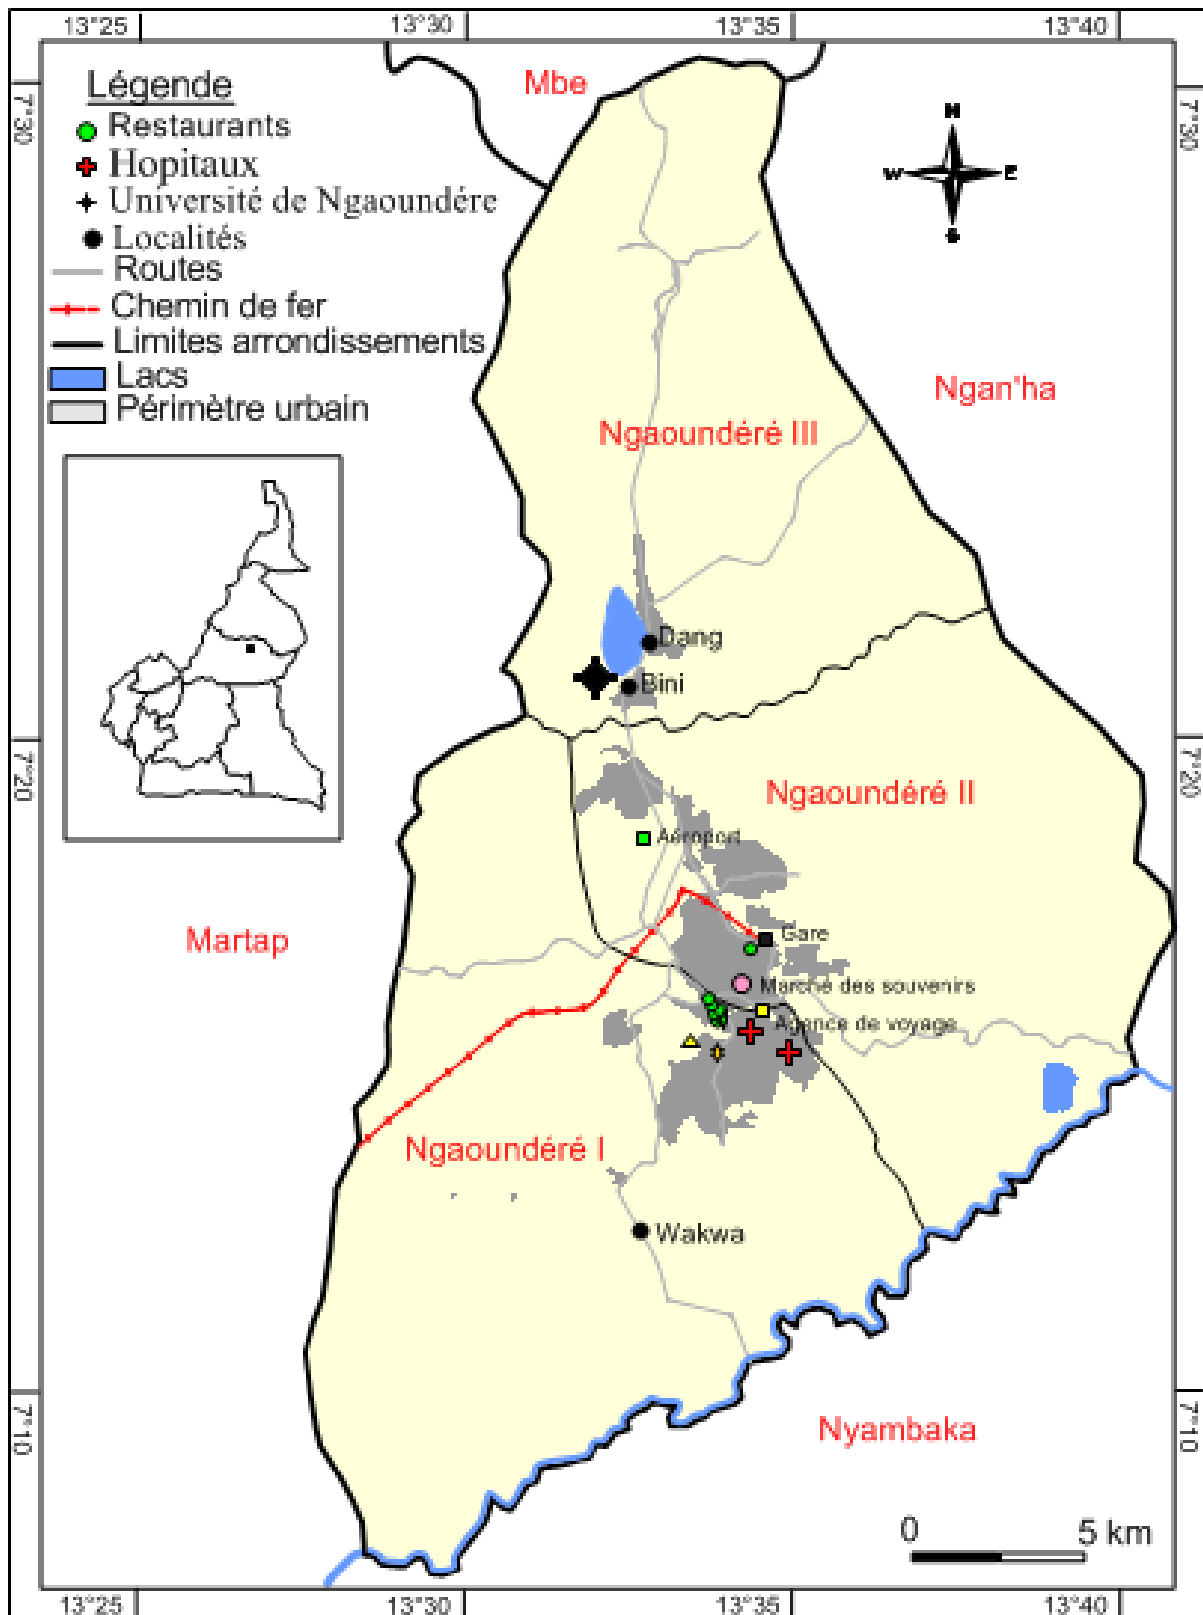 13°25 13°30 13°35 13°40
7°30
7°30
Légende
Restaurants
Hopitaux
Université de Ngaoundére
Localités
Routes
Chemin de fer
Limites arrondissements
Lacs
Périmètre urbain
Mbe
N
W E
S
Ngan'ha
Ngaoundéré III
Dang
Bini
7°20
7°20
Ngaoundéré II
Aéroport
Martap
Gare
Marché des souvenirs
Agence de voyage
Ngaoundéré I
Wakwa
7°10
7°10
Nyambaka
0 5 km
13°25 13°30 13°35 13°40